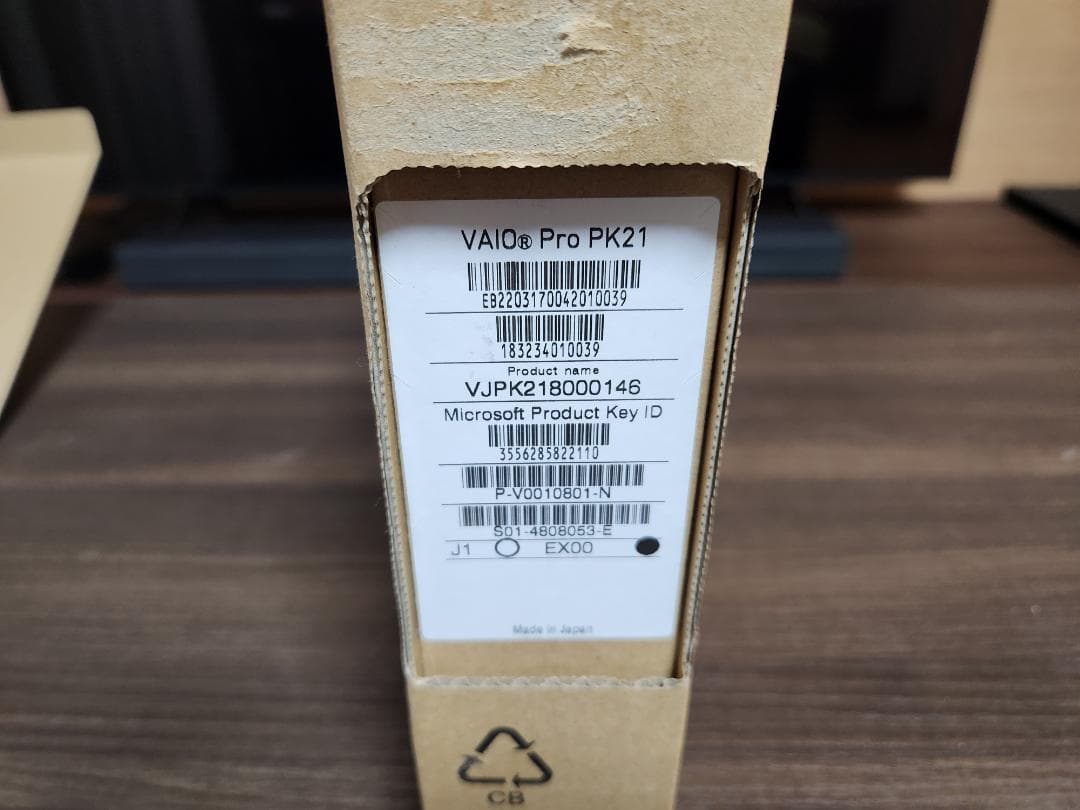 VAIO® Pro PK21
EB2203170042010039
183234010039
Product name
VJPK218000146
Microsoft Product Key ID
3556285822110
P-V0010801-N
S01-4808053-E
J1 EX00
Made in Japan
CB